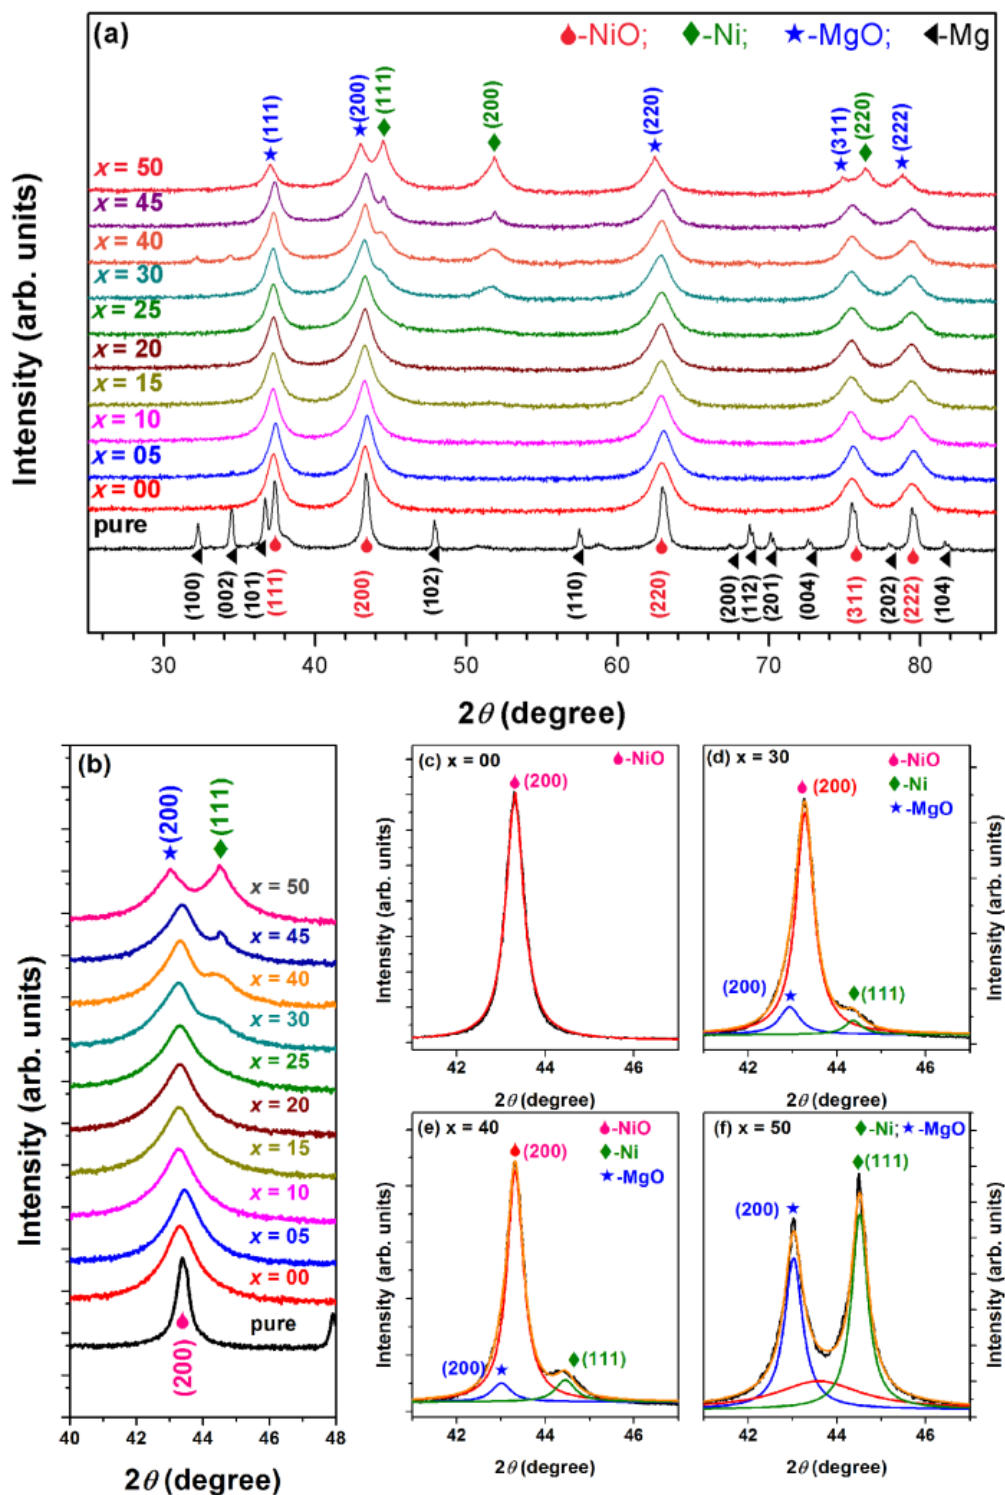 (a)
-NiO; -Ni; -MgO; -Mg
(111) (200) (111) (200) (220) (311) (220) (222)
x = 50
x = 45
x = 40
x = 30
x = 25
x = 20
x = 15
x = 10
x = 05
x = 00
pure
(100) (002) (101) (111) (200) (102) (110) (220) (200) (112) (201) (004) (311) (202) (222) (104)
30 40 50 60 70 80
2θ (degree)
Intensity (arb. units)
(b)
(200) (111)
x = 50
x = 45
x = 40
x = 30
x = 25
x = 20
x = 15
x = 10
x = 05
x = 00
pure
(200)
40 42 44 46 48
2θ (degree)
Intensity (arb. units)
(c) x = 00
-NiO
(200)
42 44 46
2θ (degree)
Intensity (arb. units)
(d) x = 30
-NiO
-Ni
-MgO
(200)
(200)
(111)
42 44 46
2θ (degree)
Intensity (arb. units)
(e) x = 40
-NiO
-Ni
-MgO
(200)
(200)
(111)
42 44 46
2θ (degree)
Intensity (arb. units)
(f) x = 50
-Ni; -MgO
(111)
(200)
42 44 46
2θ (degree)
Intensity (arb. units)